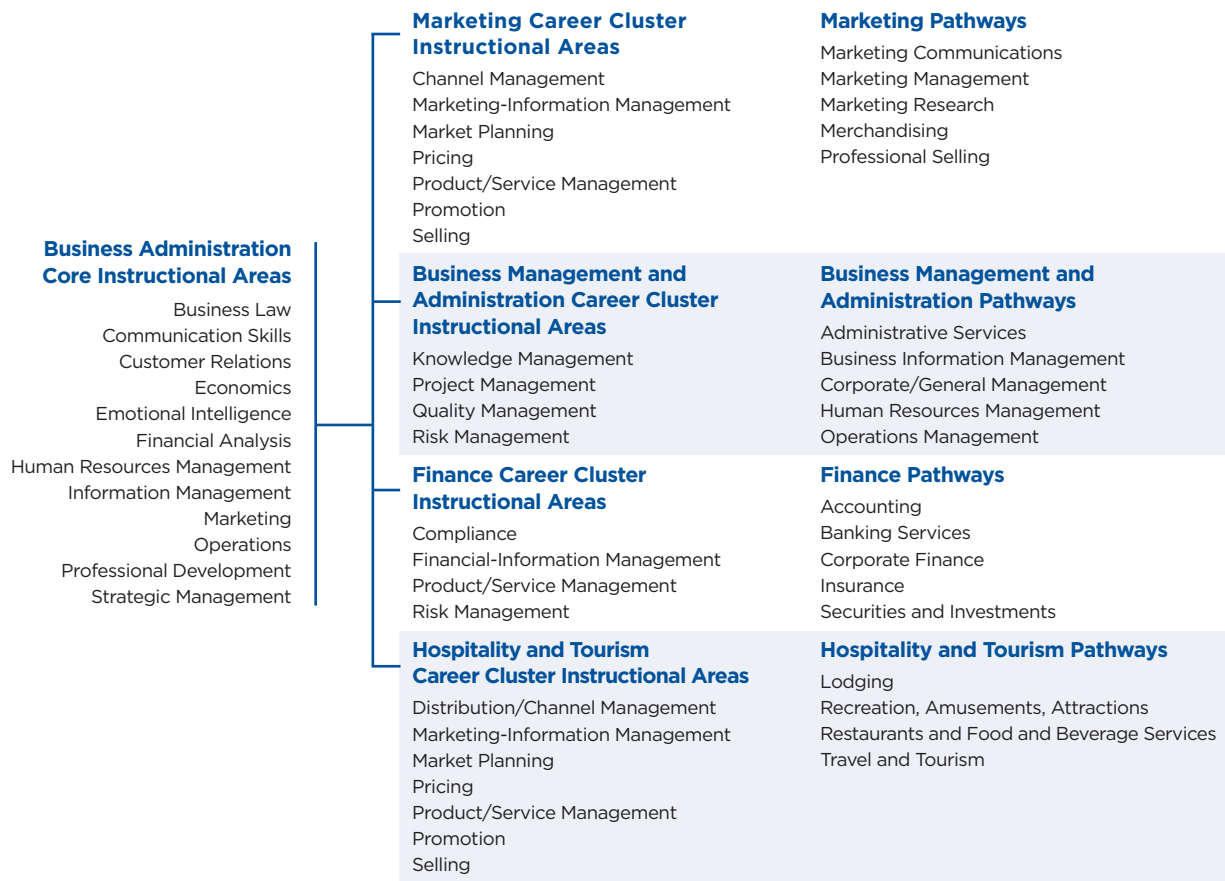 Business Administration
Core Instructional Areas
Business Law
Communication Skills
Customer Relations
Economics
Emotional Intelligence
Financial Analysis
Human Resources Management
Information Management
Marketing
Operations
Professional Development
Strategic Management
Marketing Career Cluster
Instructional Areas
Channel Management
Marketing-Information Management
Market Planning
Pricing
Product/Service Management
Promotion
Selling
Marketing Pathways
Marketing Communications
Marketing Management
Marketing Research
Merchandising
Professional Selling
Business Management and
Administration Career Cluster
Instructional Areas
Knowledge Management
Project Management
Quality Management
Risk Management
Business Management and
Administration Pathways
Administrative Services
Business Information Management
Corporate/General Management
Human Resources Management
Operations Management
Finance Career Cluster
Instructional Areas
Compliance
Financial-Information Management
Product/Service Management
Risk Management
Finance Pathways
Accounting
Banking Services
Corporate Finance
Insurance
Securities and Investments
Hospitality and Tourism
Career Cluster Instructional Areas
Distribution/Channel Management
Marketing-Information Management
Market Planning
Pricing
Product/Service Management
Promotion
Selling
Hospitality and Tourism Pathways
Lodging
Recreation, Amusements, Attractions
Restaurants and Food and Beverage Services
Travel and Tourism